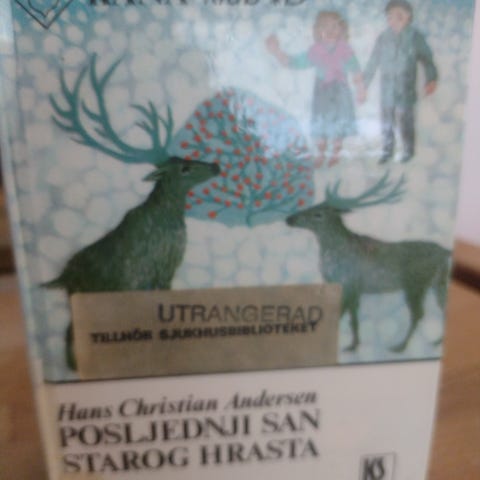 UTRANGERAD
TILLHÖR SJUKHUSBIBLIOTEKET
Hans Christian Andersen
POSLJEDNJI SAN
STAROG HRASTA
KS